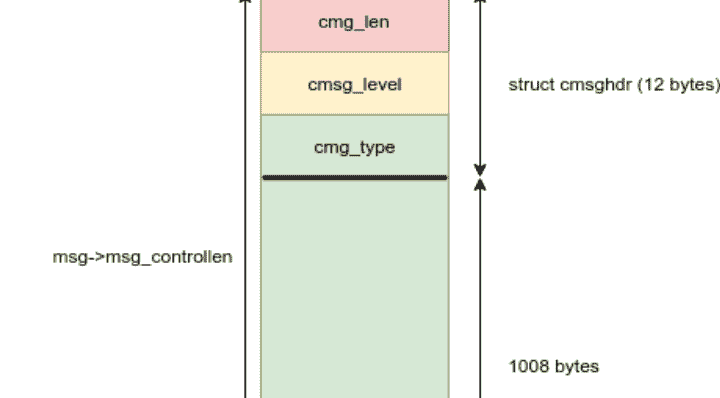 cmg_len
cmsg_level
struct cmsghdr (12 bytes)
cmg_type
msg->msg_controllen
1008 bytes